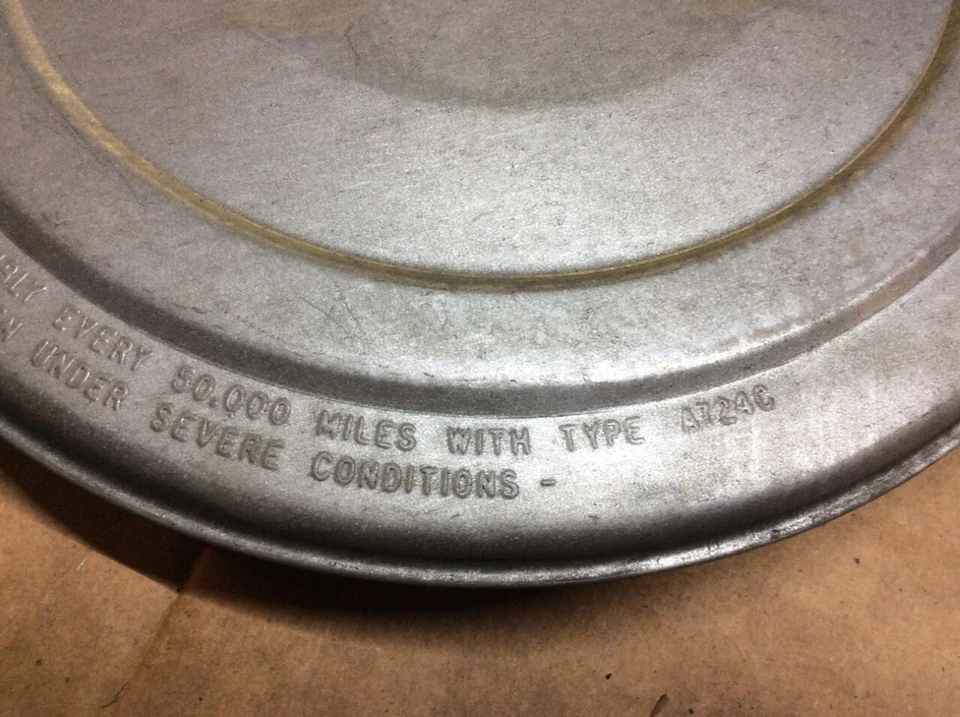 EVERY 50,000 MILES WITH TYPE A724C
UNDER SEVERE CONDITIONS -